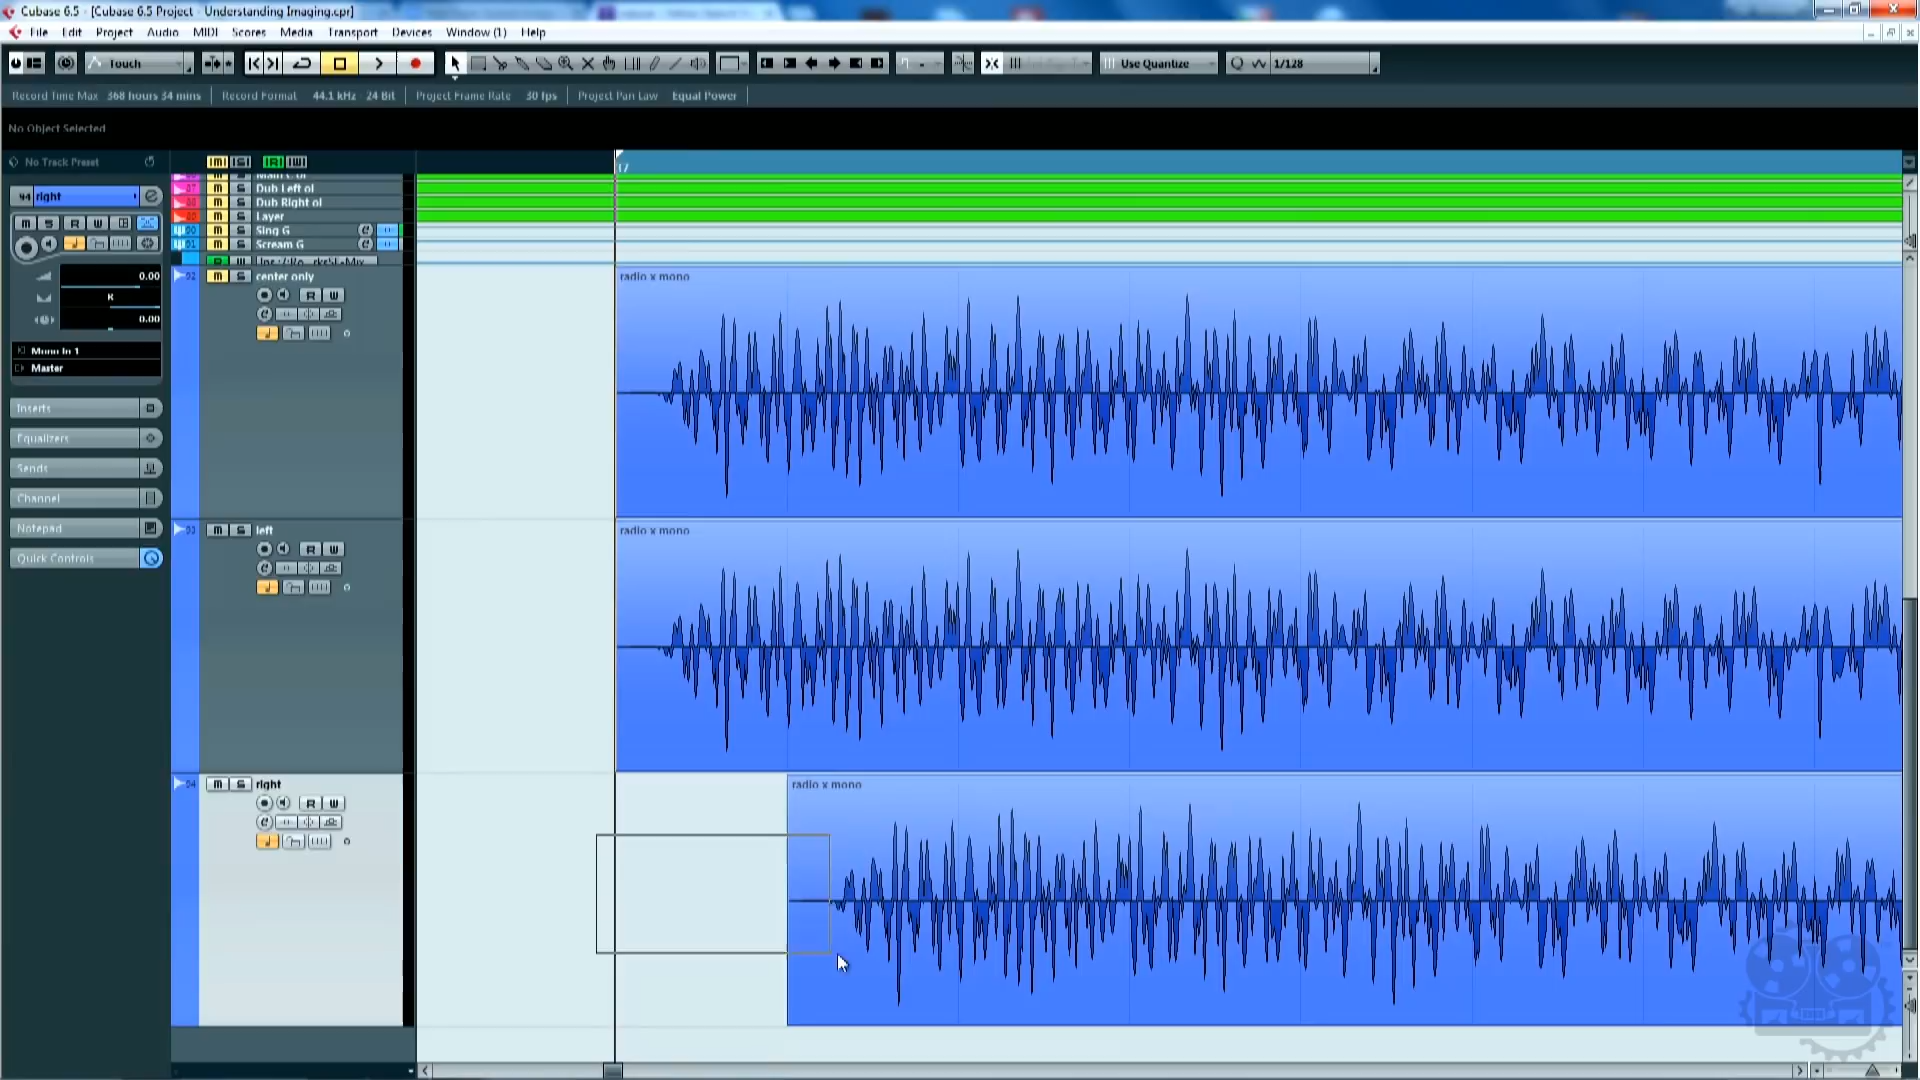 Cubase 6.5 - [Cubase 6.5 Project - Understanding Imaging.cpr]
File Edit Project Audio MIDI Scores Media Transport Devices Window (1) Help
Touch Use Quantize 1/128
Record Time Max 368 hours 34 mins Record Format 44.1 kHz 24 Bit Project Frame Rate 30 fps Project Pan Law Equal Power
No Object Selected
No Track Preset
17
Dub Left ol
Dub Right ol
Layer
Sing G
Scream G
right
0.00
0.00
Mono In 1
Master
Inserts
Equalizers
Sends
Channel
Notepad
Quick Controls
center only
radio x mono
left
radio x mono
right
radio x mono